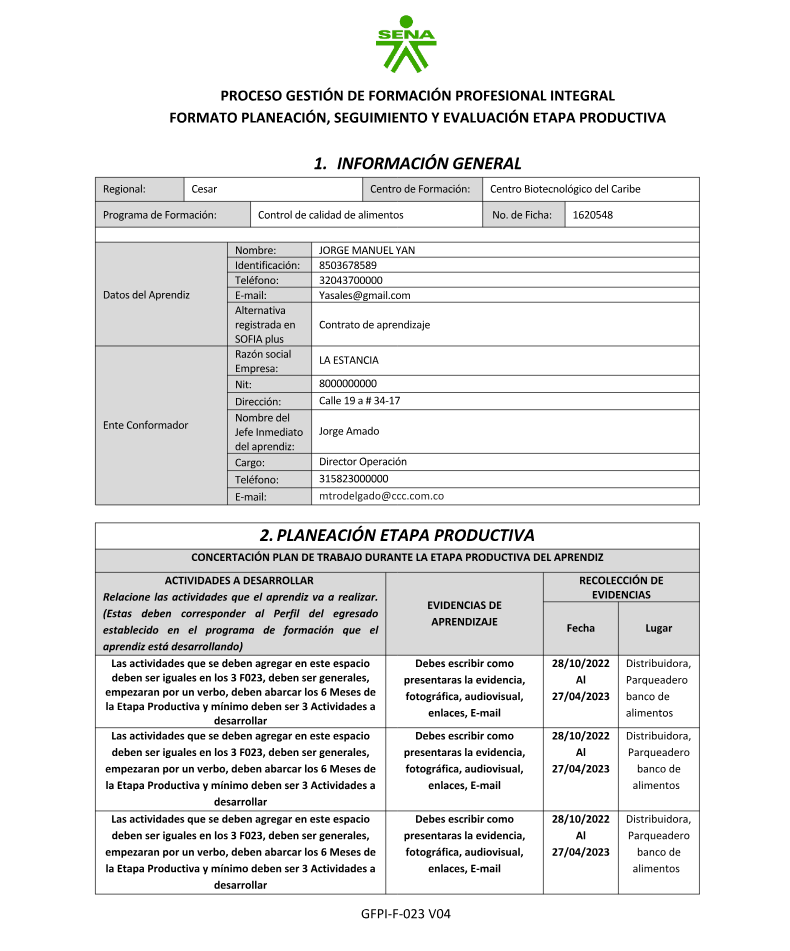 SENA
PROCESO GESTIÓN DE FORMACIÓN PROFESIONAL INTEGRAL
FORMATO PLANEACIÓN, SEGUIMIENTO Y EVALUACIÓN ETAPA PRODUCTIVA
1. INFORMACIÓN GENERAL
Regional: Cesar Centro de Formación: Centro Biotecnológico del Caribe
Programa de Formación: Control de calidad de alimentos No. de Ficha: 1620548
Datos del Aprendiz
Nombre: JORGE MANUEL YAN
Identificación: 8503678589
Teléfono: 32043700000
E-mail: Yasales@gmail.com
Alternativa
registrada en
SOFIA plus
Contrato de aprendizaje
Ente Conformador
Razón social
Empresa:
LA ESTANCIA
Nit: 8000000000
Dirección: Calle 19 a # 34-17
Nombre del
Jefe Inmediato
del aprendiz:
Jorge Amado
Cargo: Director Operación
Teléfono: 315823000000
E-mail: mtrodelgado@ccc.com.co
2. PLANEACIÓN ETAPA PRODUCTIVA
CONCERTACIÓN PLAN DE TRABAJO DURANTE LA ETAPA PRODUCTIVA DEL APRENDIZ
ACTIVIDADES A DESARROLLAR
Relacione las actividades que el aprendiz va a realizar.
(Estas deben corresponder al Perfil del egresado
establecido en el programa de formación que el
aprendiz está desarrollando)
EVIDENCIAS DE
APRENDIZAJE
RECOLECCIÓN DE
EVIDENCIAS
Fecha Lugar
Las actividades que se deben agregar en este espacio
deben ser iguales en los 3 F023, deben ser generales,
empezaran por un verbo, deben abarcar los 6 Meses de
la Etapa Productiva y mínimo deben ser 3 Actividades a
desarrollar
Debes escribir como
presentaras la evidencia,
fotográfica, audiovisual,
enlaces, E-mail
28/10/2022
Al
27/04/2023
Distribuidora,
Parqueadero
banco de
alimentos
Las actividades que se deben agregar en este espacio
deben ser iguales en los 3 F023, deben ser generales,
empezaran por un verbo, deben abarcar los 6 Meses de
la Etapa Productiva y mínimo deben ser 3 Actividades a
desarrollar
Debes escribir como
presentaras la evidencia,
fotográfica, audiovisual,
enlaces, E-mail
28/10/2022
Al
27/04/2023
Distribuidora,
Parqueadero
banco de
alimentos
Las actividades que se deben agregar en este espacio
deben ser iguales en los 3 F023, deben ser generales,
empezaran por un verbo, deben abarcar los 6 Meses de
la Etapa Productiva y mínimo deben ser 3 Actividades a
desarrollar
Debes escribir como
presentaras la evidencia,
fotográfica, audiovisual,
enlaces, E-mail
28/10/2022
Al
27/04/2023
Distribuidora,
Parqueadero
banco de
alimentos
GFPI-F-023 V04